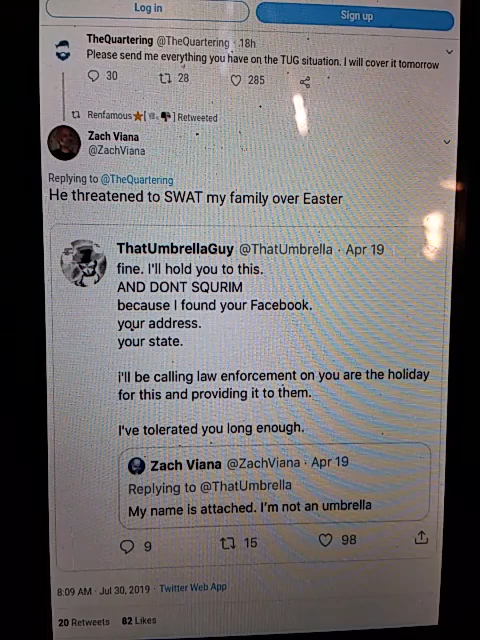 Log in
Sign up
TheQuartering @TheQuartering · 18h
Please send me everything you have on the TUG situation. I will cover it tomorrow
30 28 285
Renfamous Retweeted
Zach Viana
@ZachViana
Replying to @TheQuartering
He threatened to SWAT my family over Easter
ThatUmbrellaGuy @ThatUmbrella · Apr 19
fine. I'll hold you to this.
AND DONT SQURIM
because I found your Facebook.
your address.
your state.
i'll be calling law enforcement on you are the holiday
for this and providing it to them.
I've tolerated you long enough.
Zach Viana @ZachViana · Apr 19
Replying to @ThatUmbrella
My name is attached. I'm not an umbrella
9 15 98
8:09 AM · Jul 30, 2019 · Twitter Web App
20 Retweets 82 Likes